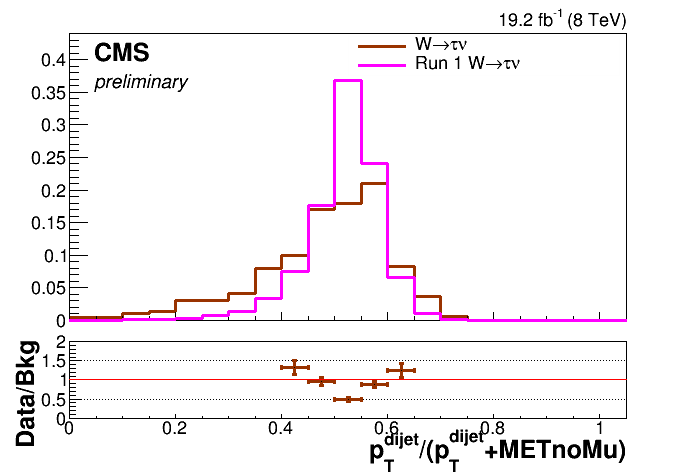 19.2 fb⁻¹ (8 TeV)
CMS
preliminary
W→τν
Run 1 W→τν
0.4
0.35
0.3
0.25
0.2
0.15
0.1
0.05
0
Data/Bkg
2
1.5
1
0.5
0
0 0.2 0.4 0.6 0.8 1
p_T^dijet/(p_T^dijet+METnoMu)